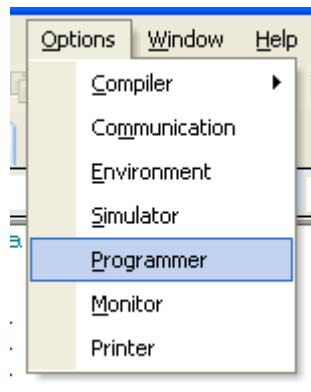 Options Window Help
Compiler
Communication
Environment
Simulator
a
Programmer
Monitor
Printer